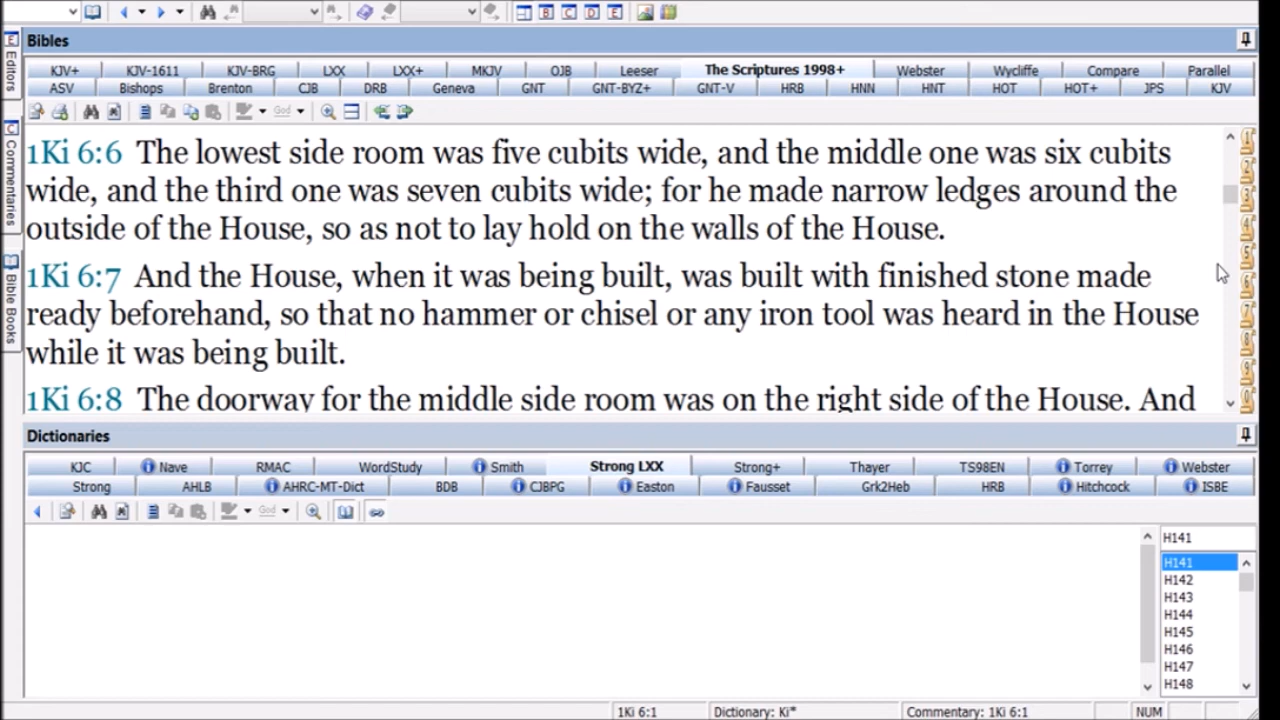 Bibles
KJV+ KJV-1611 KJV-BRG LXX LXX+ MKJV OJB Leeser The Scriptures 1998+ Webster Wycliffe Compare Parallel
ASV Bishops Brenton CJB DRB Geneva GNT GNT-BYZ+ GNT-V HRB HNN HNT HOT HOT+ JPS KJV
Editors
Commentaries
Bible Books
1Ki 6:6 The lowest side room was five cubits wide, and the middle one was six cubits
wide, and the third one was seven cubits wide; for he made narrow ledges around the
outside of the House, so as not to lay hold on the walls of the House.
1Ki 6:7 And the House, when it was being built, was built with finished stone made
ready beforehand, so that no hammer or chisel or any iron tool was heard in the House
while it was being built.
1Ki 6:8 The doorway for the middle side room was on the right side of the House. And
Dictionaries
KJC Nave RMAC WordStudy Smith Strong LXX Strong+ Thayer TS98EN Torrey Webster
Strong AHLB AHRC-MT-Dict BDB CJBPG Easton Fausset Grk2Heb HRB Hitchcock ISBE
H141
H141
H142
H143
H144
H145
H146
H147
H148
1Ki 6:1 Dictionary: Ki* Commentary: 1Ki 6:1 NUM